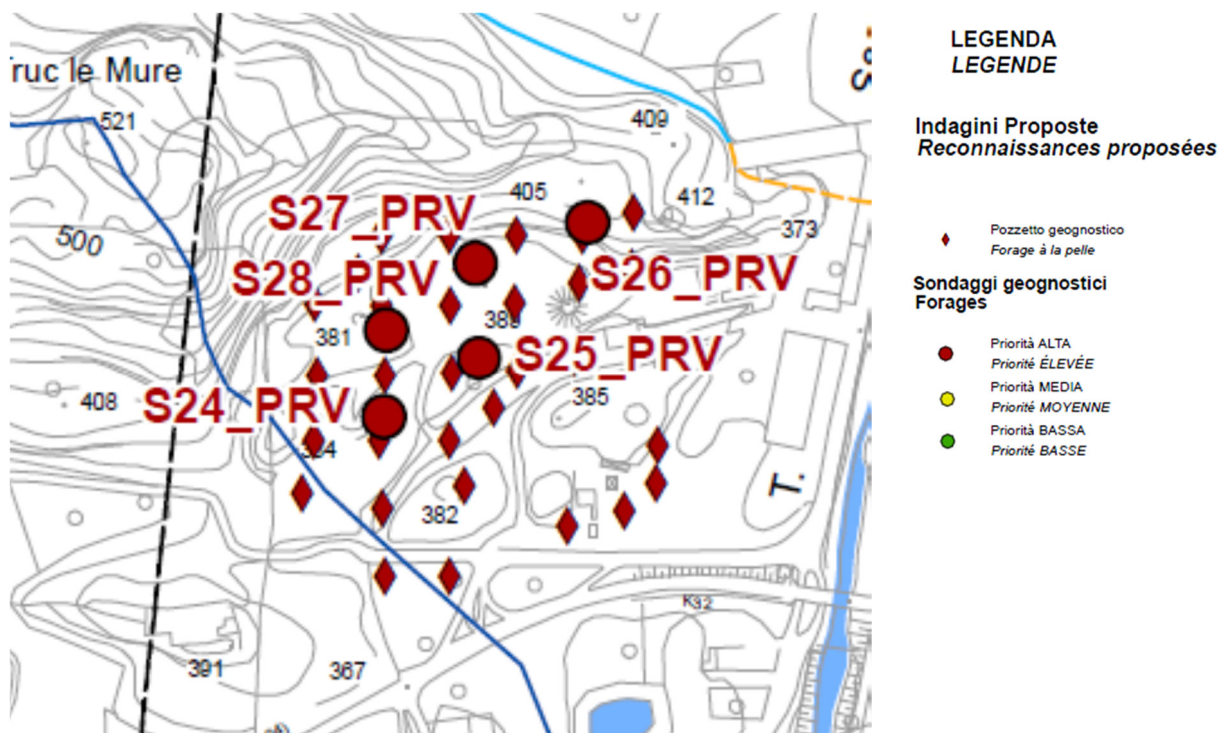 truc le Mure
521
500
408
409
405
412
373
S27_PRV
S28_PRV
S26_PRV
381
S25_PRV
385
S24_PRV
382
T.
391
367
LEGENDA
LEGENDE
Indagini Proposte
Reconnaissances proposées
Pozzetto geognostico
Forage à la pelle
Sondaggi geognostici
Forages
Priorità ALTA
Priorité ÉLEVÉE
Priorità MEDIA
Priorité MOYENNE
Priorità BASSA
Priorité BASSE